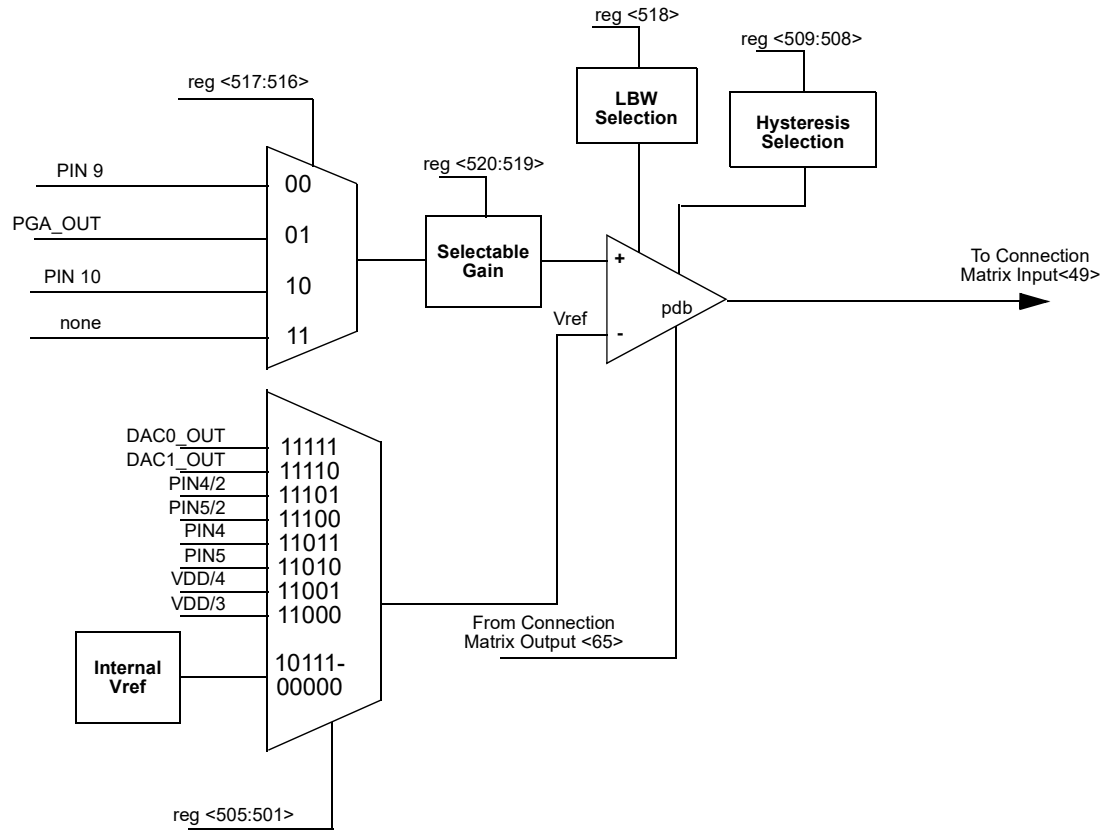 reg <518>
reg <509:508>
reg <517:516>
LBW
Selection
Hysteresis
Selection
reg <520:519>
PIN 9
00
PGA_OUT
01
PIN 10
10
none
11
Selectable
Gain
+
pdb
Vref
-
To Connection
Matrix Input<49>
DAC0_OUT
11111
DAC1_OUT
11110
PIN4/2
11101
PIN5/2
11100
PIN4
11011
PIN5
11010
VDD/4
11001
VDD/3
11000
From Connection
Matrix Output <65>
Internal
Vref
10111-
00000
reg <505:501>